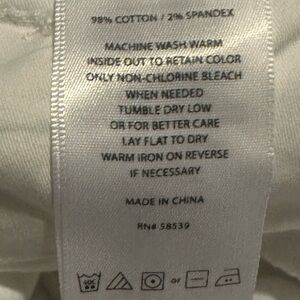 98% COTTON / 2% SPANDEX
MACHINE WASH WARM
INSIDE OUT TO RETAIN COLOR
ONLY NON-CHLORINE BLEACH
WHEN NEEDED
TUMBLE DRY LOW
OR FOR BETTER CARE
LAY FLAT TO DRY
WARM IRON ON REVERSE
IF NECESSARY
MADE IN CHINA
RN# 58539
or